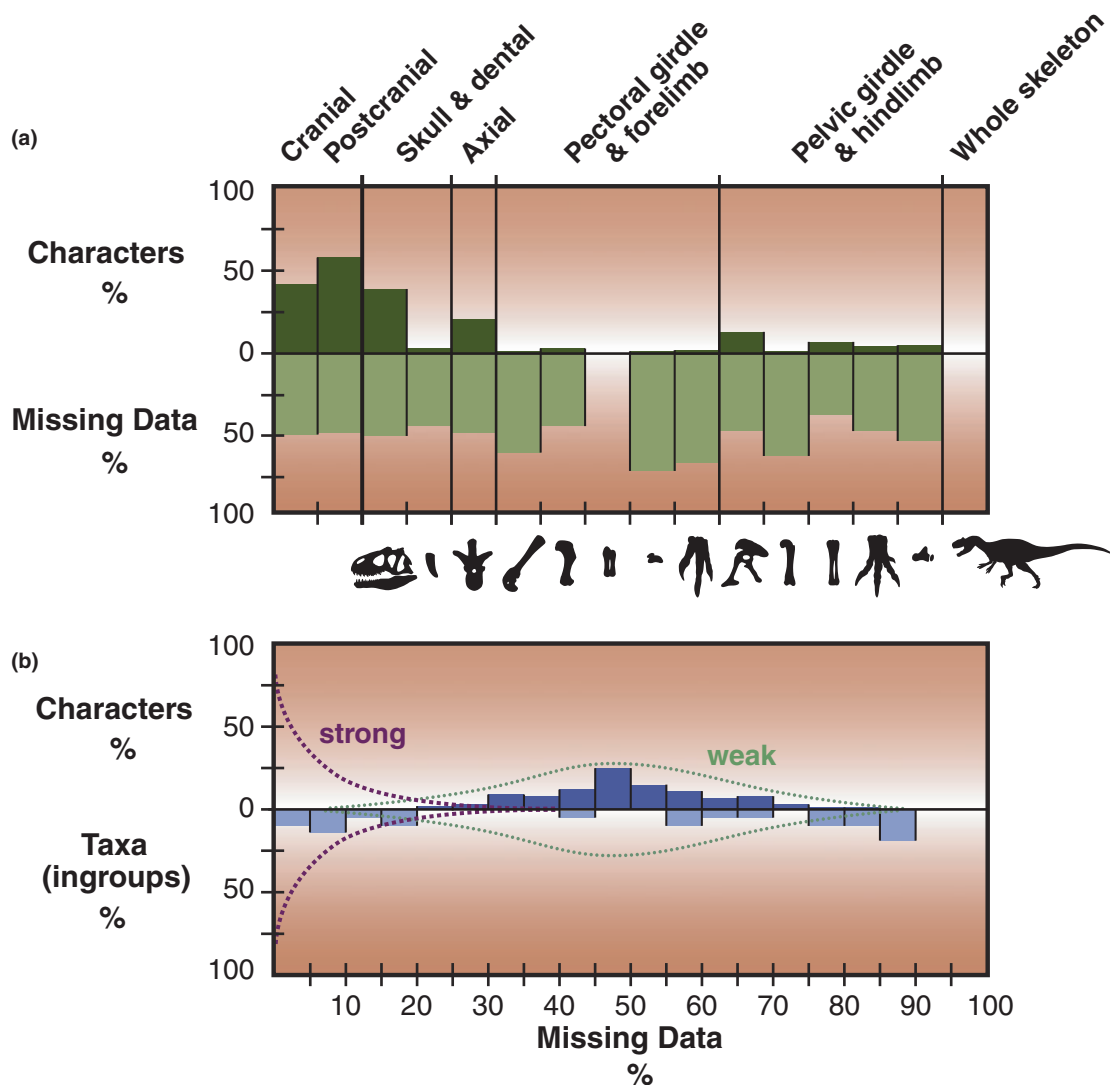 (a)
Cranial
Postcranial
Skull & dental
Axial
Pectoral girdle
& forelimb
Pelvic girdle
& hindlimb
Whole skeleton
100
Characters
50
%
0
Missing Data
50
%
100
(b)
100
Characters
50
%
strong
weak
0
Taxa
(ingroups)
50
%
100
10 20 30 40 50 60 70 80 90 100
Missing Data
%